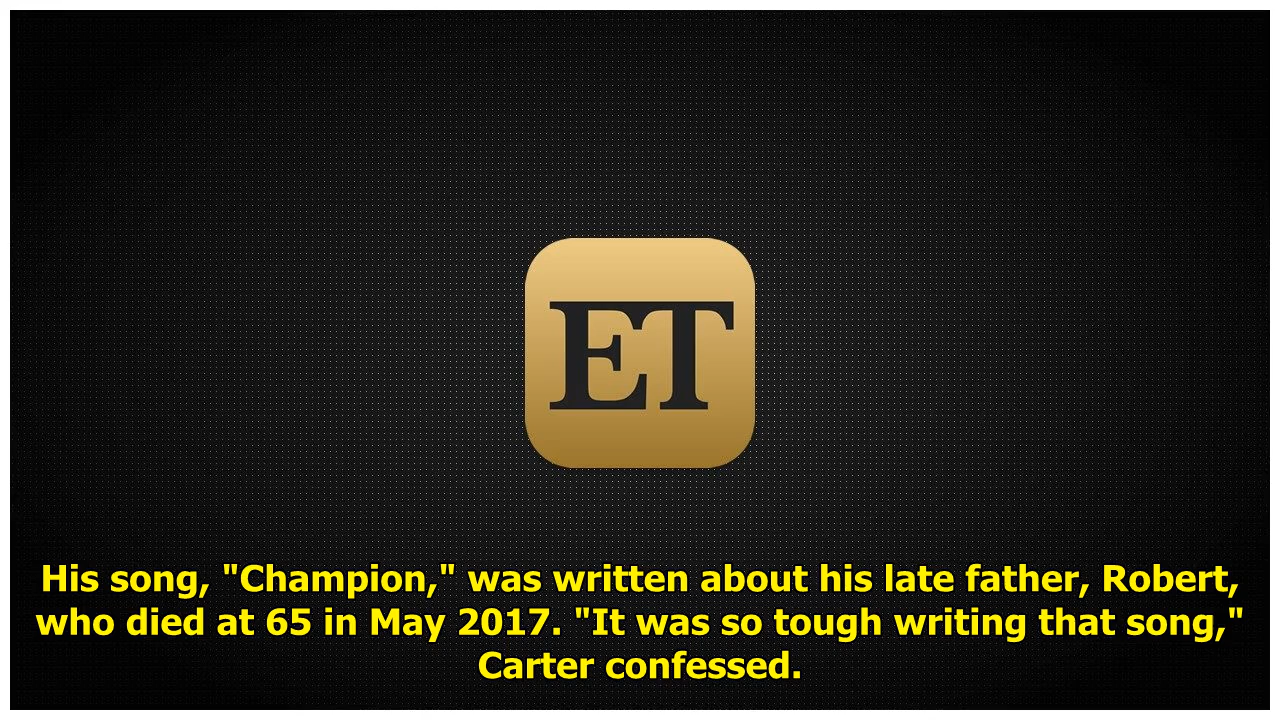 ET
His song, "Champion," was written about his late father, Robert,
who died at 65 in May 2017. "It was so tough writing that song,"
Carter confessed.